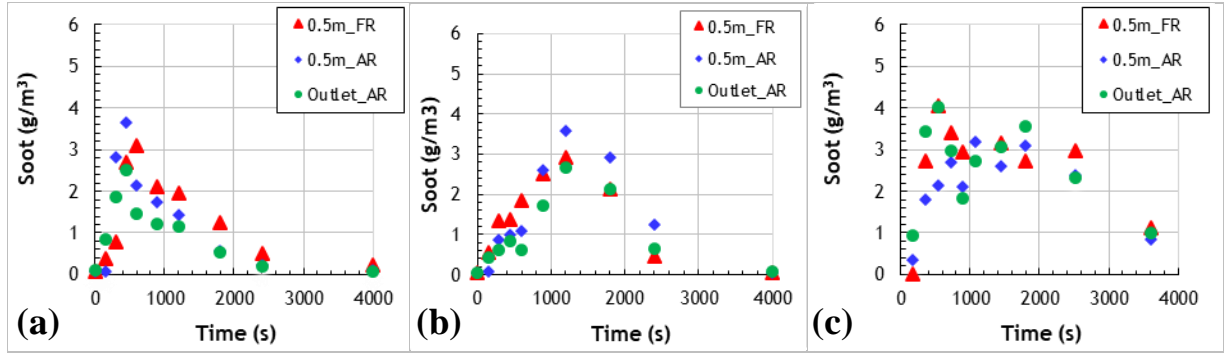 6
5
4
3
2
1
0
Soot (g/m³)
0 1000 2000 3000 4000
Time (s)
0.5m_FR
0.5m_AR
Outlet_AR
(a)
6
5
4
3
2
1
0
Soot (g/m3)
0 1000 2000 3000 4000
Time (s)
0.5m_FR
0.5m_AR
Outlet_AR
(b)
6
5
4
3
2
1
0
Soot (g/m³)
0 1000 2000 3000 4000
Time (s)
0.5m_FR
0.5m_AR
Outlet_AR
(c)